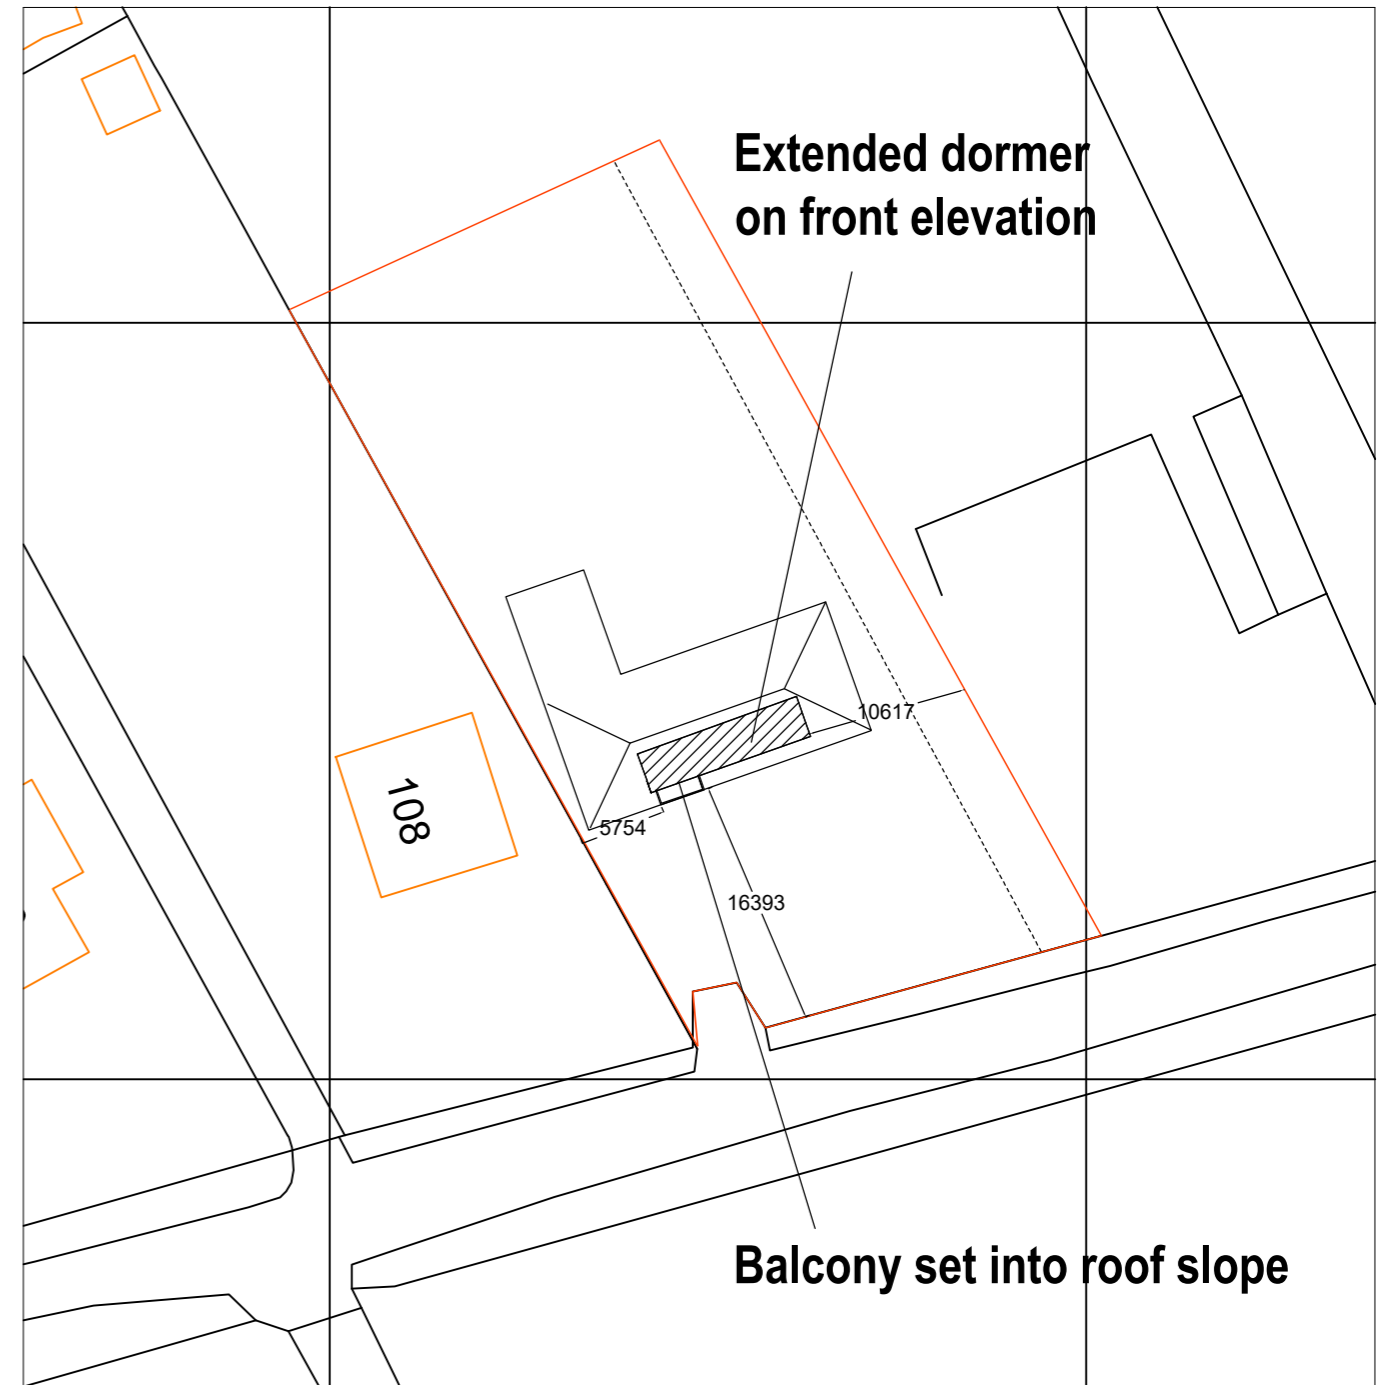 Extended dormer
on front elevation
10617
108
5754
16393
Balcony set into roof slope